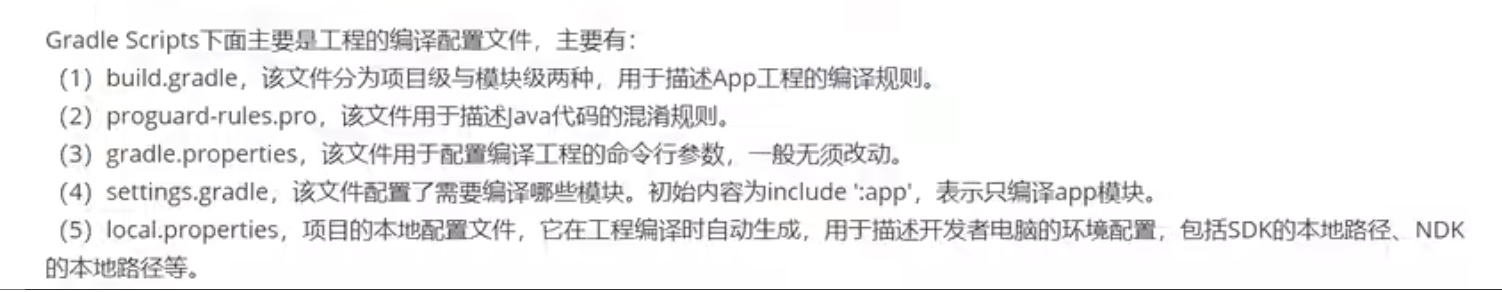 Gradle Scripts下面主要是工程的编译配置文件，主要有：
（1）build.gradle，该文件分为项目级与模块级两种，用于描述App工程的编译规则。
（2）proguard-rules.pro，该文件用于描述Java代码的混淆规则。
（3）gradle.properties，该文件用于配置编译工程的命令行参数，一般无须改动。
（4）settings.gradle，该文件配置了需要编译哪些模块。初始内容为include ':app'，表示只编译app模块。
（5）local.properties，项目的本地配置文件，它在工程编译时自动生成，用于描述开发者电脑的环境配置，包括SDK的本地路径、NDK
的本地路径等。